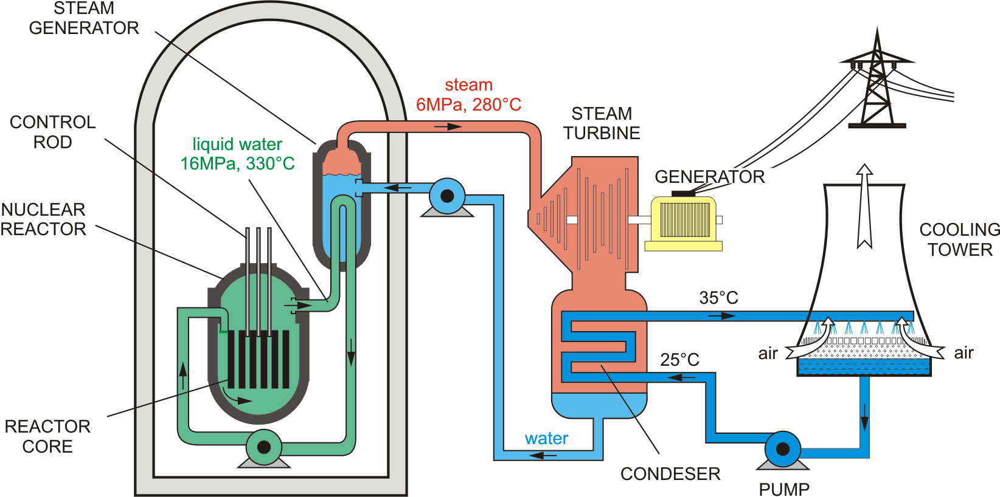 STEAM
GENERATOR
CONTROL
ROD
liquid water
16MPa, 330°C
NUCLEAR
REACTOR
REACTOR
CORE
steam
6MPa, 280°C
STEAM
TURBINE
GENERATOR
COOLING
TOWER
35°C
25°C
air
air
water
CONDESER
PUMP